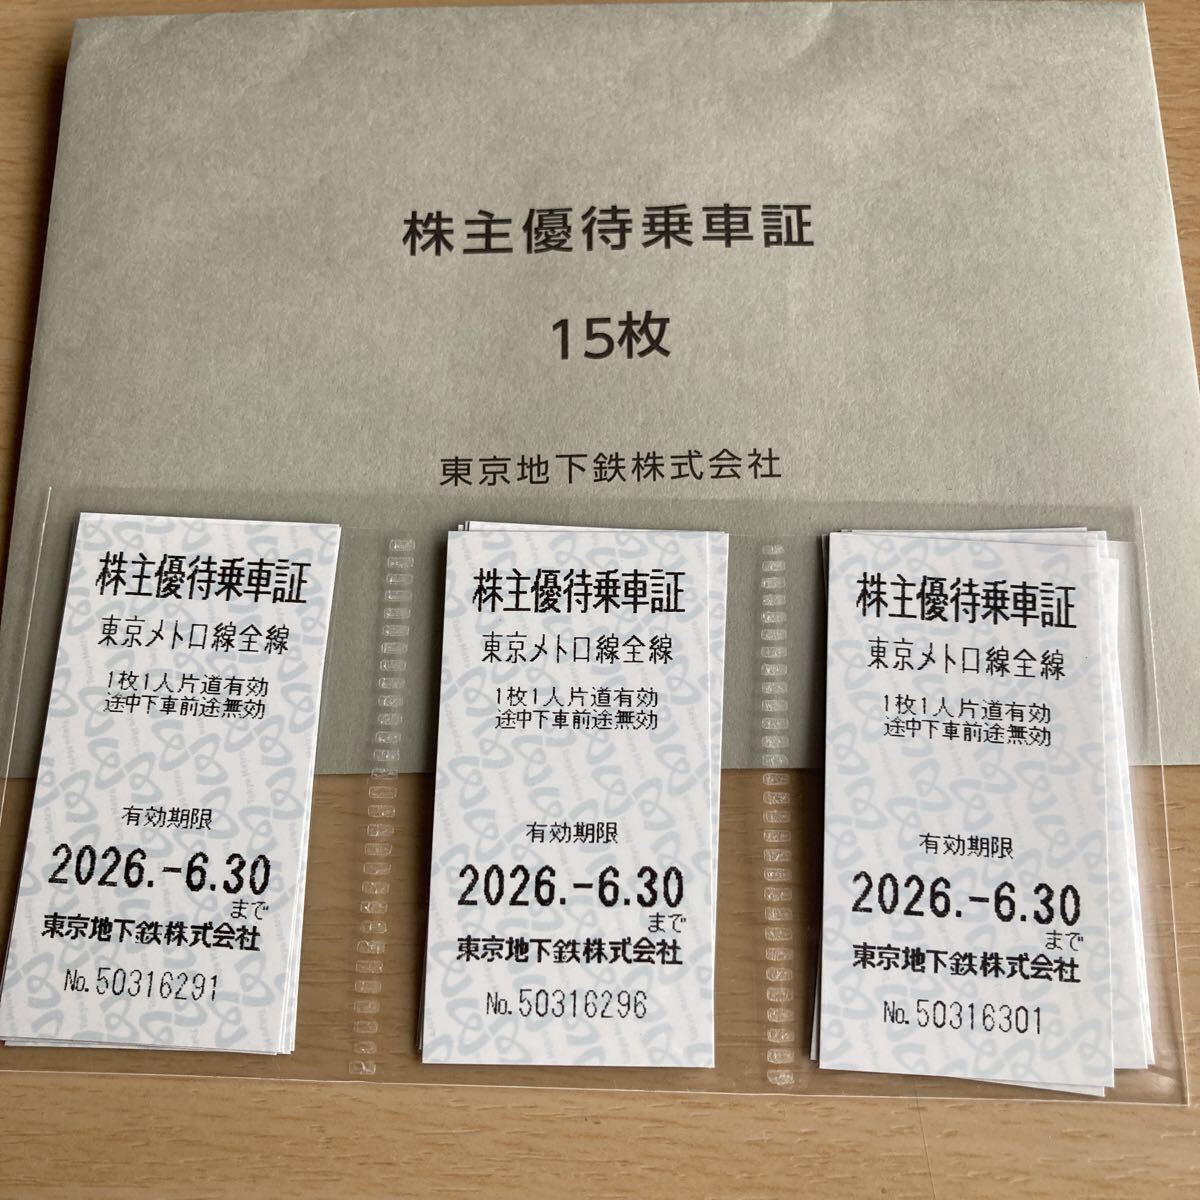 株主優待乗車証
15枚
東京地下鉄株式会社
株主優待乗車証
東京メトロ線全線
1枚1人片道有効
途中下車前途無効
有効期限
2026.-6.30
まで
東京地下鉄株式会社
No.50316291
株主優待乗車証
東京メトロ線全線
1枚1人片道有効
途中下車前途無効
有効期限
2026.-6.30
まで
東京地下鉄株式会社
No.50316296
株主優待乗車証
東京メトロ線全線
1枚1人片道有効
途中下車前途無効
有効期限
2026.-6.30
まで
東京地下鉄株式会社
No.50316301